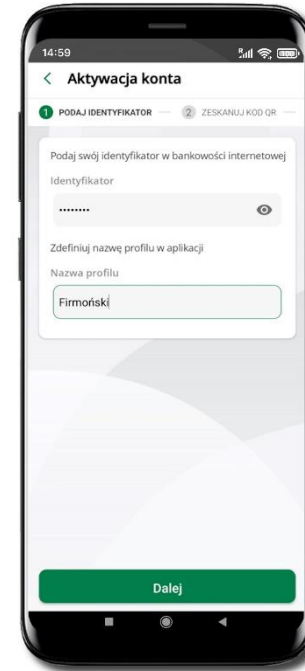 14:59
Aktywacja konta
1 PODAJ IDENTYFIKATOR 2 ZESKANUJ KOD QR
Podaj swój identyfikator w bankowości internetowej
Identyfikator
••••••••
Zdefiniuj nazwę profilu w aplikacji
Nazwa profilu
Firmoński
Dalej